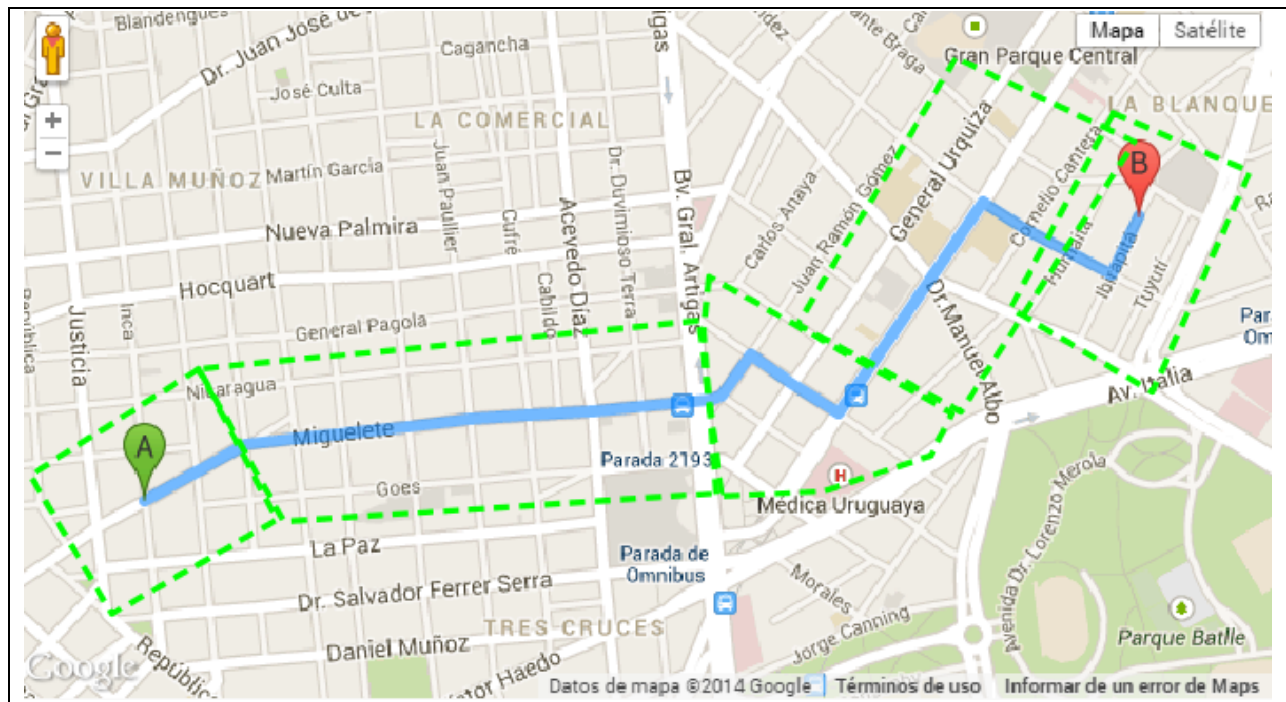 Blandengues
Dr. Juan José de
Cagancha
Mapa
Satélite
Gran Parque Central
José Culta
LA COMERCIAL
LA BLANQUE
Martín García
VILLA MUÑOZ
Juan Paullier
Dr. Duvimioso Terra
General Urquiza
Cornelio Cantera
B
Nueva Palmira
Cufré
Acevedo Díaz
Bv. Gral. Artigas
Carlos Anaya
Juan Ramón Gómez
Humaitá
Ibirapitá
Tuyutí
Hocquart
Cabildo
General Pagola
Justicia
Inca
República
Dr. Manuel Albo
Nicaragua
Av. Italia
A
Miguelete
Parada 2193
Goes
H
Médica Uruguaya
La Paz
Parada de
Omnibus
Avenida Dr. Lorenzo Merola
Dr. Salvador Ferrer Serra
Morales
TRES CRUCES
Jorge Canning
Parque Batlle
Daniel Muñoz
República
Google
Datos de mapa ©2014 Google
Términos de uso
Informar de un error de Maps